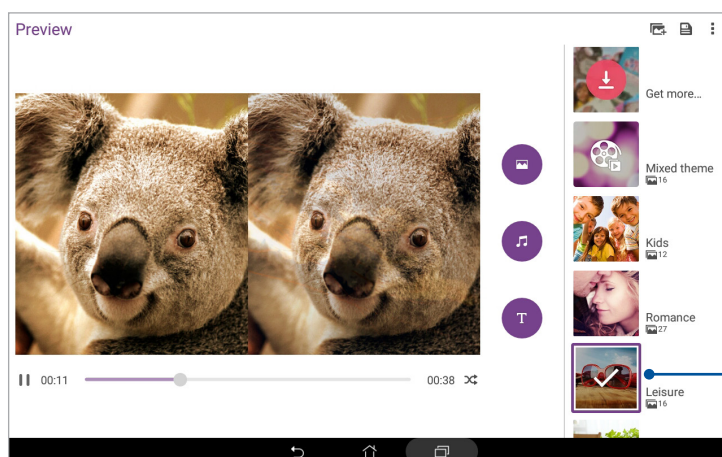 Preview
Get more...
Mixed theme
16
Kids
12
Romance
27
T
00:11
00:38
Leisure
16